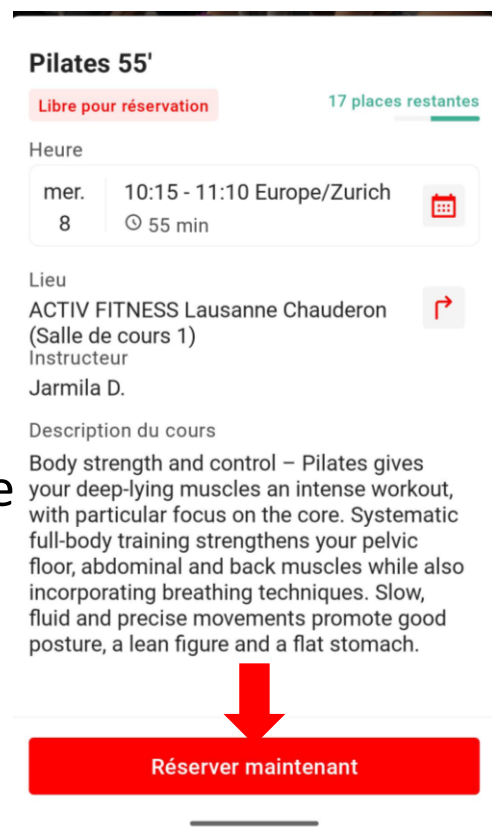 Pilates 55'
Libre pour réservation
17 places restantes
Heure
mer.
8
10:15 - 11:10 Europe/Zurich
55 min
Lieu
ACTIV FITNESS Lausanne Chauderon
(Salle de cours 1)
Instructeur
Jarmila D.
Description du cours
Body strength and control – Pilates gives
e
your deep-lying muscles an intense workout,
with particular focus on the core. Systematic
full-body training strengthens your pelvic
floor, abdominal and back muscles while also
incorporating breathing techniques. Slow,
fluid and precise movements promote good
posture, a lean figure and a flat stomach.
Réserver maintenant